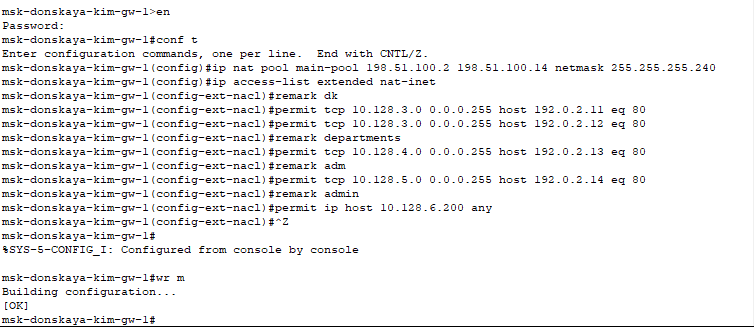 msk-donskaya-kim-gw-1>en
Password:
msk-donskaya-kim-gw-1#conf t
Enter configuration commands, one per line.  End with CNTL/Z.
msk-donskaya-kim-gw-1(config)#ip nat pool main-pool 198.51.100.2 198.51.100.14 netmask 255.255.255.240
msk-donskaya-kim-gw-1(config)#ip access-list extended nat-inet
msk-donskaya-kim-gw-1(config-ext-nacl)#remark dk
msk-donskaya-kim-gw-1(config-ext-nacl)#permit tcp 10.128.3.0 0.0.0.255 host 192.0.2.11 eq 80
msk-donskaya-kim-gw-1(config-ext-nacl)#permit tcp 10.128.3.0 0.0.0.255 host 192.0.2.12 eq 80
msk-donskaya-kim-gw-1(config-ext-nacl)#remark departments
msk-donskaya-kim-gw-1(config-ext-nacl)#permit tcp 10.128.4.0 0.0.0.255 host 192.0.2.13 eq 80
msk-donskaya-kim-gw-1(config-ext-nacl)#remark adm
msk-donskaya-kim-gw-1(config-ext-nacl)#permit tcp 10.128.5.0 0.0.0.255 host 192.0.2.14 eq 80
msk-donskaya-kim-gw-1(config-ext-nacl)#remark admin
msk-donskaya-kim-gw-1(config-ext-nacl)#permit ip host 10.128.6.200 any
msk-donskaya-kim-gw-1(config-ext-nacl)#^Z
msk-donskaya-kim-gw-1#
%SYS-5-CONFIG_I: Configured from console by console

msk-donskaya-kim-gw-1#wr m
Building configuration...
[OK]
msk-donskaya-kim-gw-1#